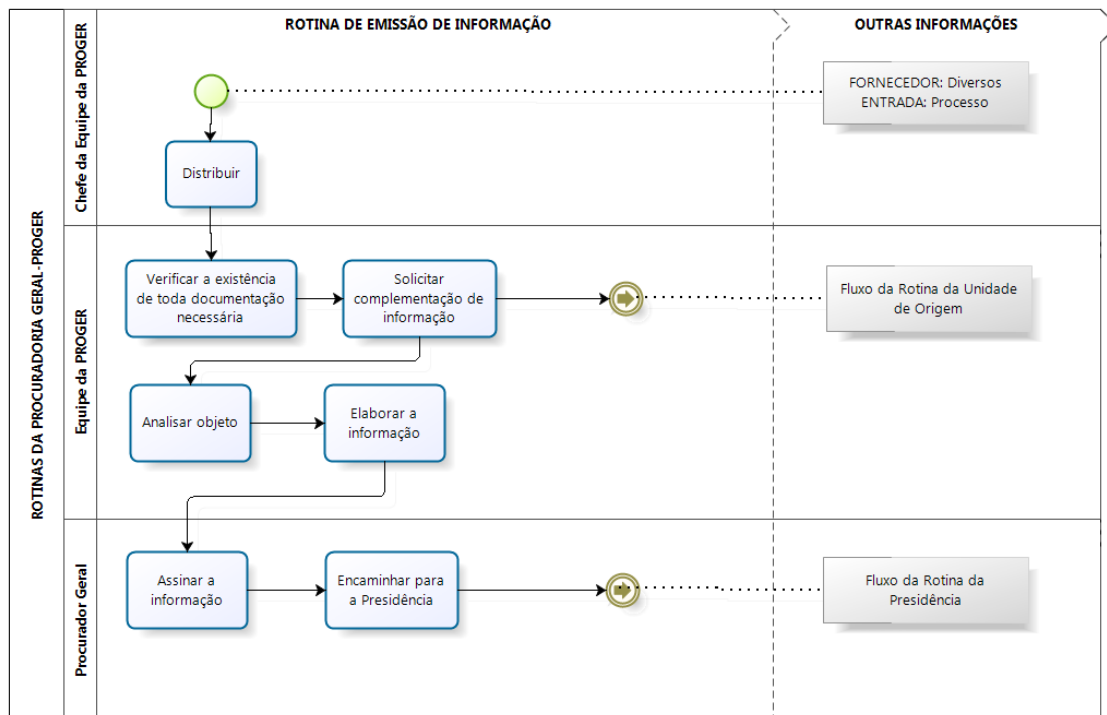 ROTINA DE EMISSÃO DE INFORMAÇÃO
OUTRAS INFORMAÇÕES
ROTINAS DA PROCURADORIA GERAL-PROGER
Chefe da Equipe da PROGER
FORNECEDOR: Diversos
ENTRADA: Processo
Distribuir
Equipe da PROGER
Verificar a existência
de toda documentação
necessária
Solicitar
complementação de
informação
Fluxo da Rotina da Unidade
de Origem
Analisar objeto
Elaborar a
informação
Procurador Geral
Assinar a
informação
Encaminhar para
a Presidência
Fluxo da Rotina da
Presidência